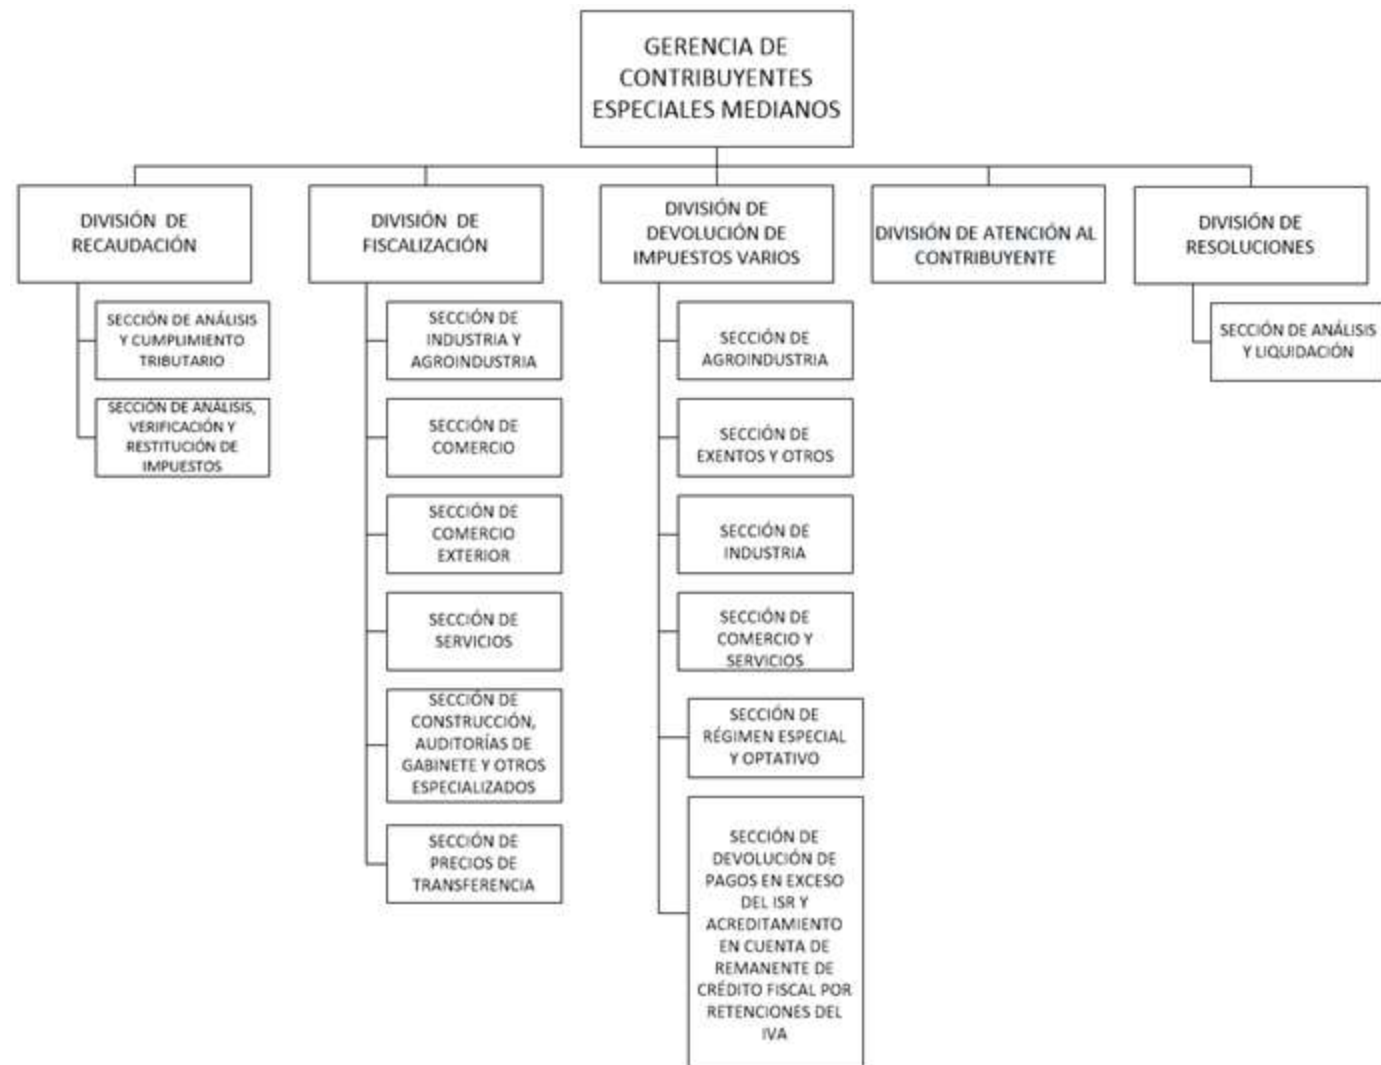 GERENCIA DE
CONTRIBUYENTES
ESPECIALES MEDIANOS
DIVISIÓN DE
RECAUDACIÓN
SECCIÓN DE ANÁLISIS
Y CUMPLIMIENTO
TRIBUTARIO
SECCIÓN DE ANÁLISIS,
VERIFICACIÓN Y
RESTITUCIÓN DE
IMPUESTOS
DIVISIÓN DE
FISCALIZACIÓN
SECCIÓN DE
INDUSTRIA Y
AGROINDUSTRIA
SECCIÓN DE
COMERCIO
SECCIÓN DE
COMERCIO
EXTERIOR
SECCIÓN DE
SERVICIOS
SECCIÓN DE
CONSTRUCCIÓN,
AUDITORÍAS DE
GABINETE Y OTROS
ESPECIALIZADOS
SECCIÓN DE
PRECIOS DE
TRANSFERENCIA
DIVISIÓN DE
DEVOLUCIÓN DE
IMPUESTOS VARIOS
SECCIÓN DE
AGROINDUSTRIA
SECCIÓN DE
EXENTOS Y OTROS
SECCIÓN DE
INDUSTRIA
SECCIÓN DE
COMERCIO Y
SERVICIOS
SECCIÓN DE
RÉGIMEN ESPECIAL
Y OPTATIVO
SECCIÓN DE
DEVOLUCIÓN DE
PAGOS EN EXCESO
DEL ISR Y
ACREDITAMIENTO
EN CUENTA DE
REMANENTE DE
CRÉDITO FISCAL POR
RETENCIONES DEL
IVA
DIVISIÓN DE ATENCIÓN AL
CONTRIBUYENTE
DIVISIÓN DE
RESOLUCIONES
SECCIÓN DE ANÁLISIS
Y LIQUIDACIÓN